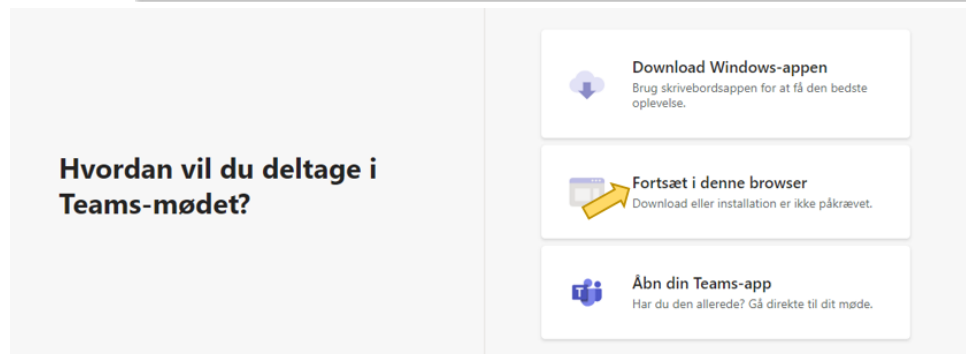 Hvordan vil du deltage i
Teams-mødet?
Download Windows-appen
Brug skrivebordsappen for at få den bedste
oplevelse.
Fortsæt i denne browser
Download eller installation er ikke påkrævet.
Åbn din Teams-app
Har du den allerede? Gå direkte til dit møde.